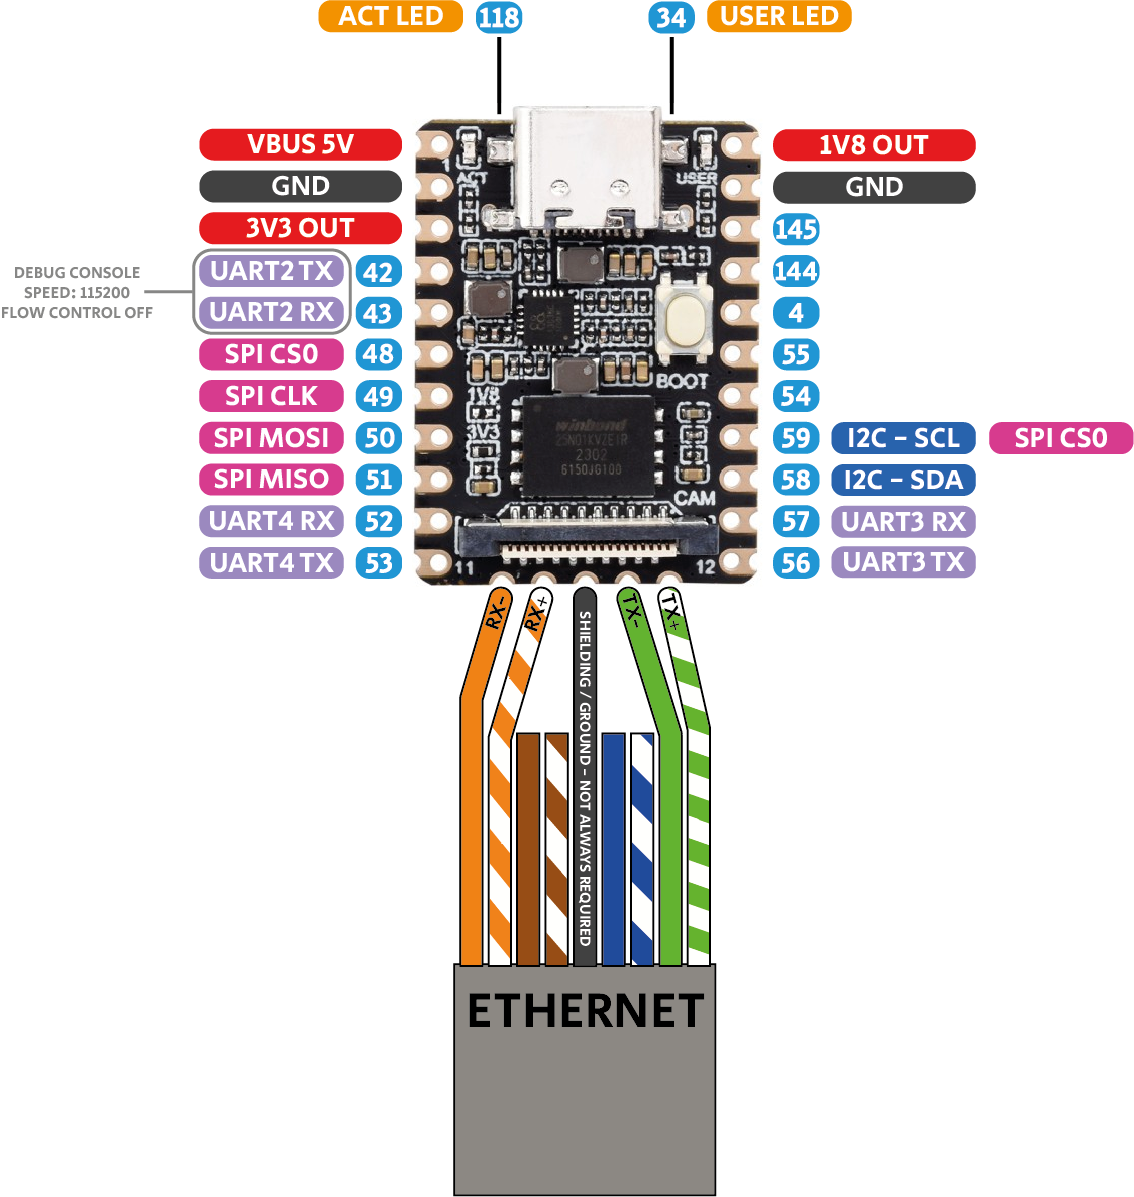 ACT LED 118 34 USER LED
VBUS 5V 1V8 OUT
GND GND
3V3 OUT 145
UART2 TX 42 144
UART2 RX 43 4
SPI CS0 48 55
SPI CLK 49 54
SPI MOSI 50 59 I2C – SCL SPI CS0
SPI MISO 51 58 I2C – SDA
UART4 RX 52 57 UART3 RX
UART4 TX 53 56 UART3 TX
DEBUG CONSOLE
SPEED: 115200
FLOW CONTROL OFF
1
ACT USER
BOOT
1V8
3V3
winbond
25N01KVZEIR
2302
6150JG100
CAM
11 12
RX- RX+ TX- TX+
SHIELDING / GROUND – NOT ALWAYS REQUIRED
ETHERNET